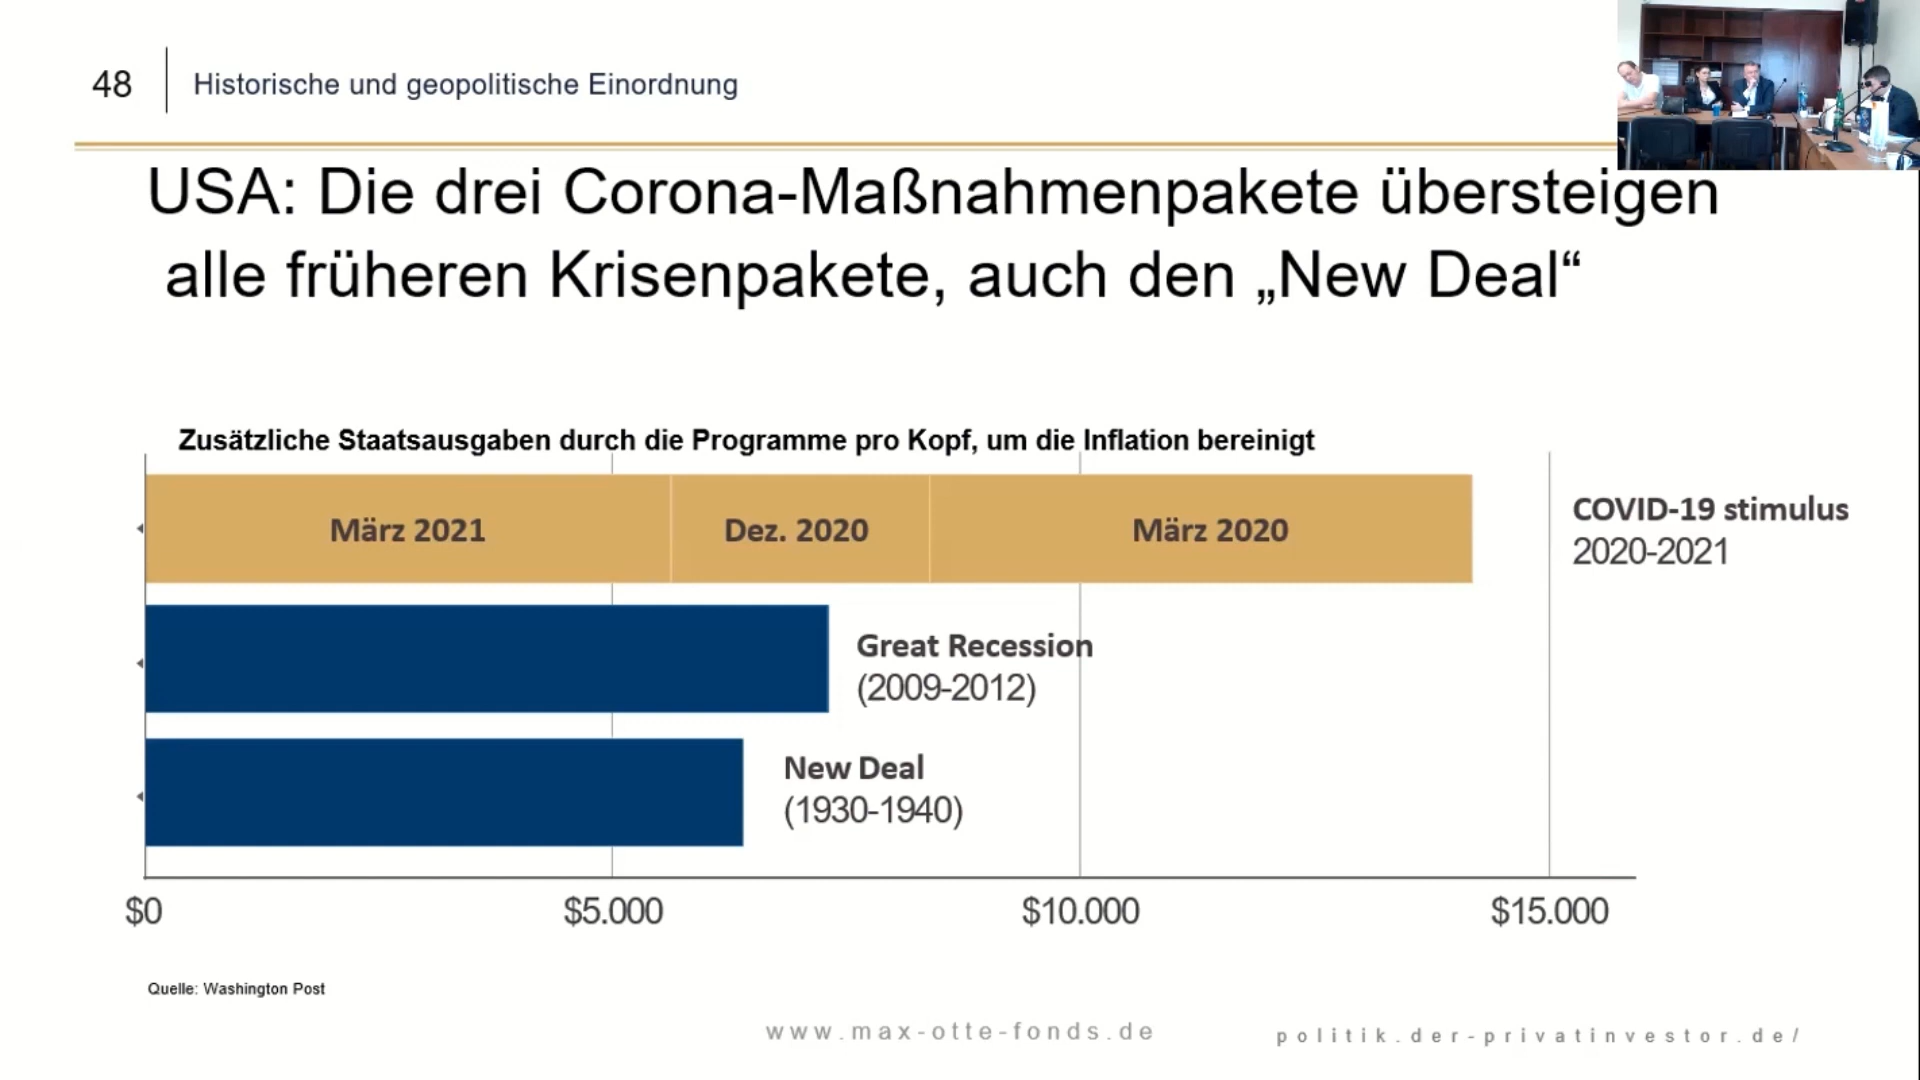 48
Historische und geopolitische Einordnung
USA: Die drei Corona-Maßnahmenpakete übersteigen
alle früheren Krisenpakete, auch den „New Deal“
Zusätzliche Staatsausgaben durch die Programme pro Kopf, um die Inflation bereinigt
März 2021
Dez. 2020
März 2020
COVID-19 stimulus
2020-2021
Great Recession
(2009-2012)
New Deal
(1930-1940)
$0
$5.000
$10.000
$15.000
Quelle: Washington Post
www.max-otte-fonds.de
politik.der-privatinvestor.de/